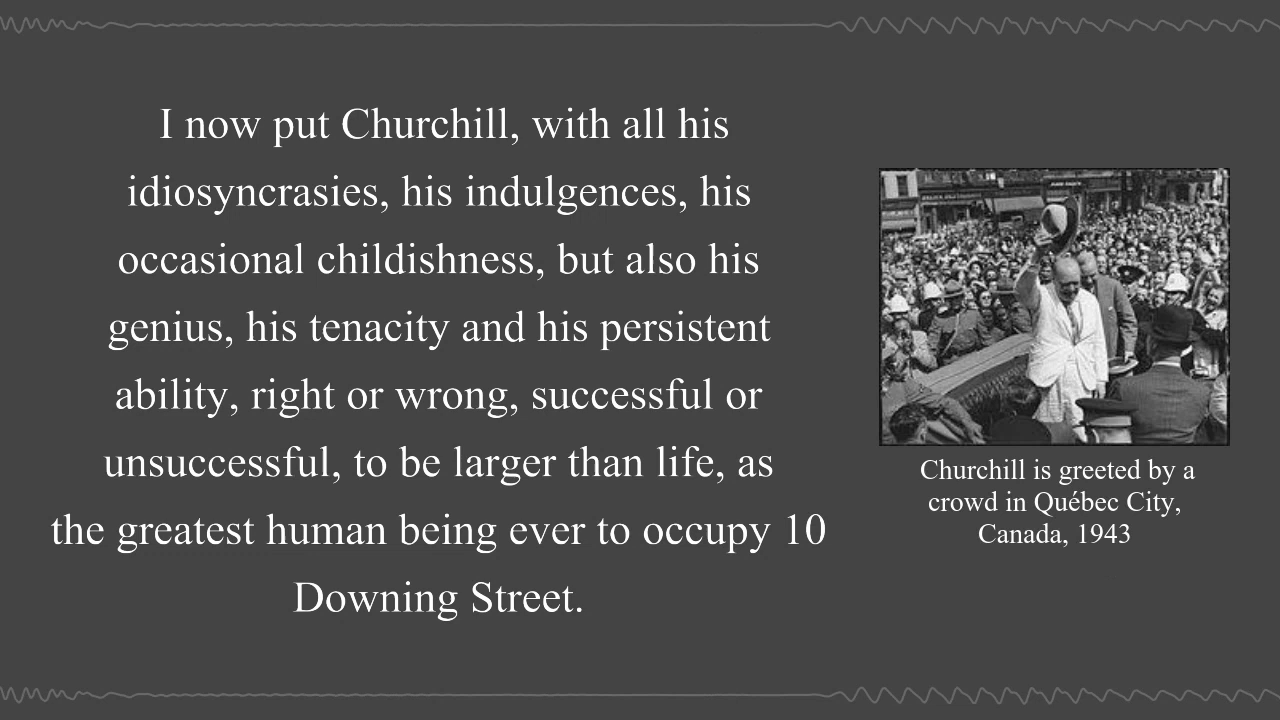 I now put Churchill, with all his
idiosyncrasies, his indulgences, his
occasional childishness, but also his
genius, his tenacity and his persistent
ability, right or wrong, successful or
unsuccessful, to be larger than life, as
the greatest human being ever to occupy 10
Downing Street.
Churchill is greeted by a
crowd in Québec City,
Canada, 1943